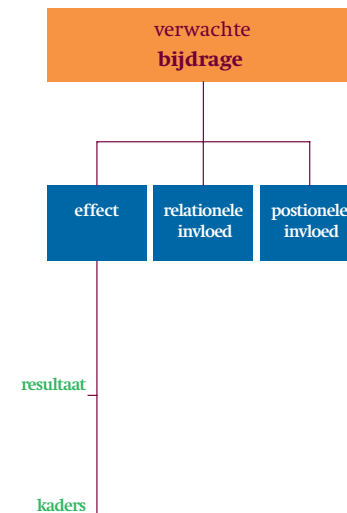 verwachte
bijdrage
effect
relationele
invloed
postionele
invloed
resultaat
kaders